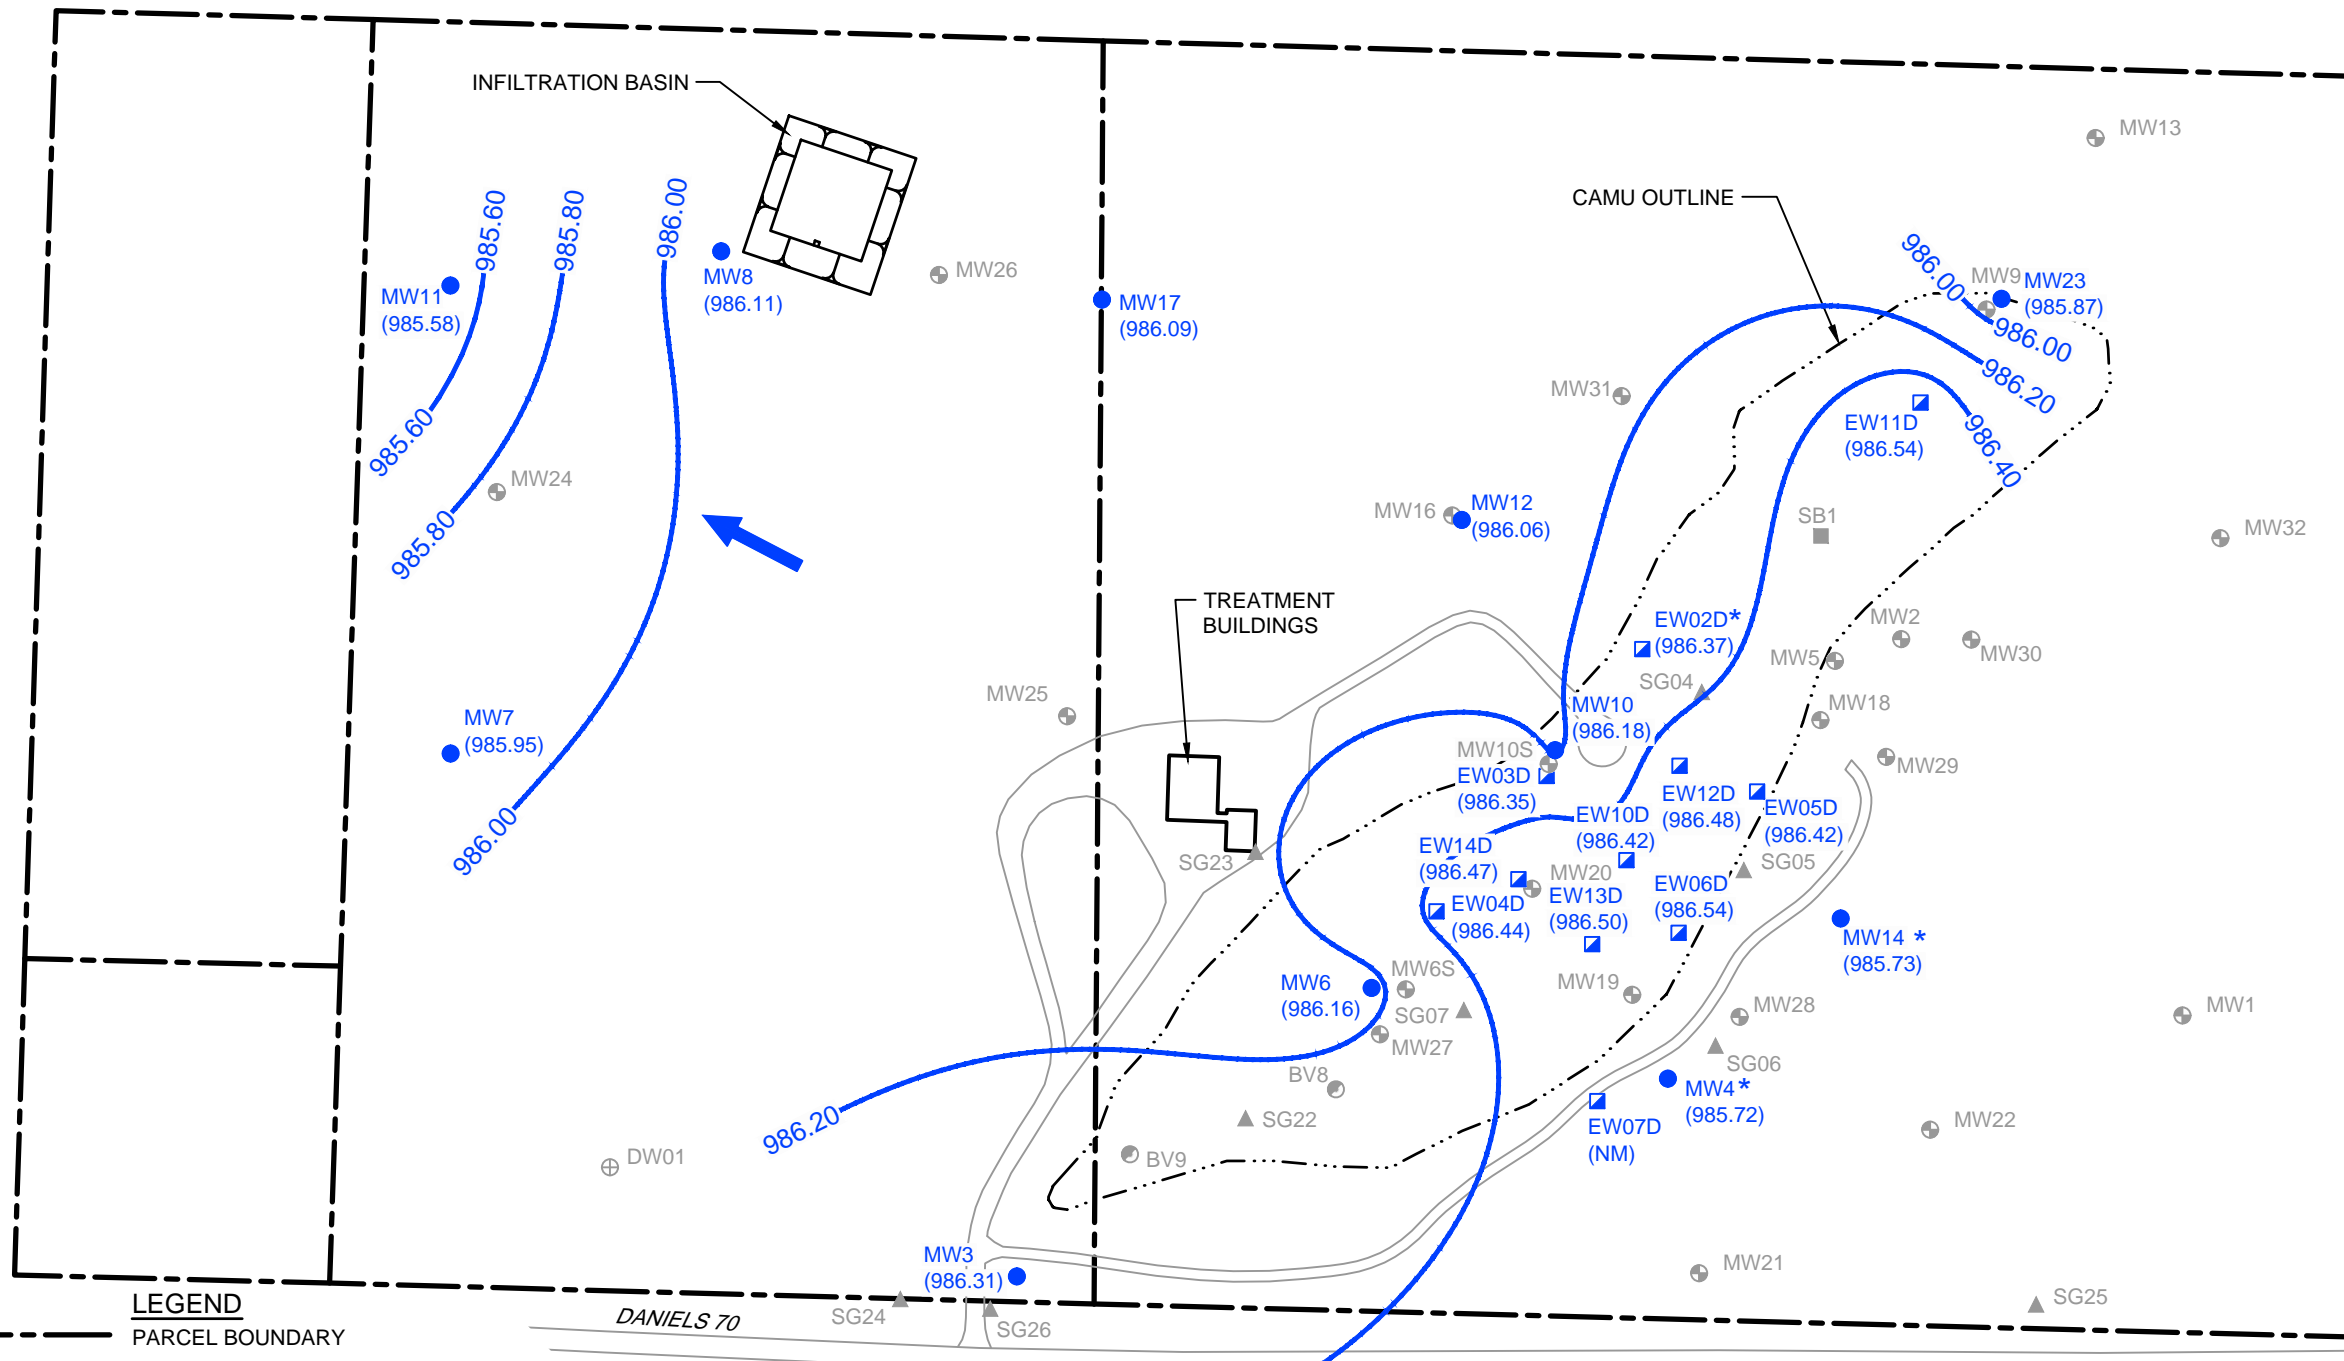 INFILTRATION BASIN
MW13
CAMU OUTLINE
985.60
985.80
986.00
MW11
(985.58)
MW8
(986.11)
MW26
MW17
(986.09)
986.00
MW9
MW23
(985.87)
986.00
986.20
MW31
EW11D
(986.54)
986.40
985.60
MW24
985.80
MW16
MW12
(986.06)
SB1
MW32
TREATMENT
BUILDINGS
EW02D*
(986.37)
MW2
MW5
MW30
SG04
MW25
MW10
(986.18)
MW18
MW7
(985.95)
MW10S
MW29
EW03D
(986.35)
EW12D
(986.48)
EW05D
(986.42)
EW10D
(986.42)
986.00
EW14D
(986.47)
SG23
MW20
SG05
EW04D
(986.44)
EW13D
(986.50)
EW06D
(986.54)
MW14 *
(985.73)
MW6
(986.16)
MW6S
SG07
MW19
MW28
MW1
MW27
SG06
BV8
MW4*
(985.72)
986.20
SG22
EW07D
(NM)
MW22
DW01
BV9
MW3
(986.31)
MW21
LEGEND
PARCEL BOUNDARY
DANIELS 70
SG24
SG26
SG25